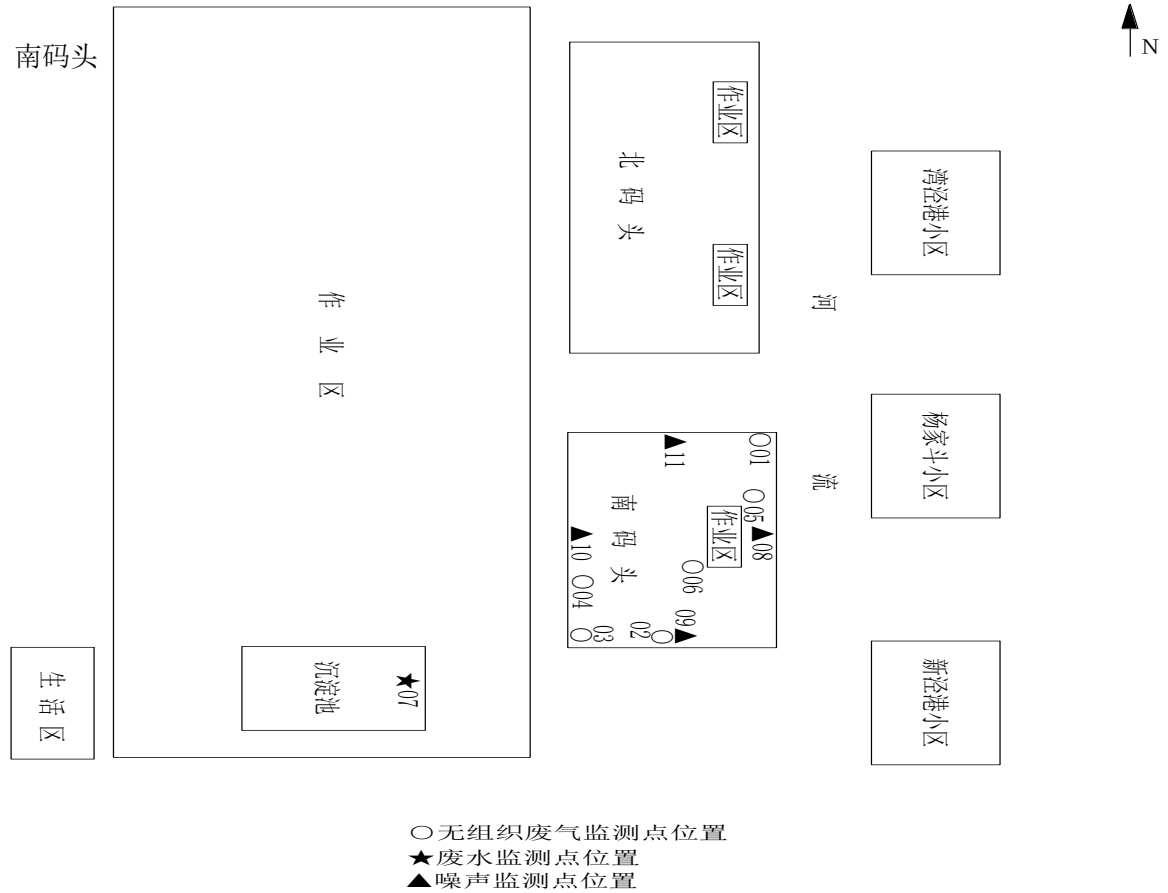 南码头
N
作业区
北码头
作业区
湾泾港小区
河
作业区
杨家斗小区
流
01
11
05
08
南码头
作业区
10
04
06
09
02
03
新泾港小区
生活区
沉淀池
★07
○无组织废气监测点位置
★废水监测点位置
▲噪声监测点位置